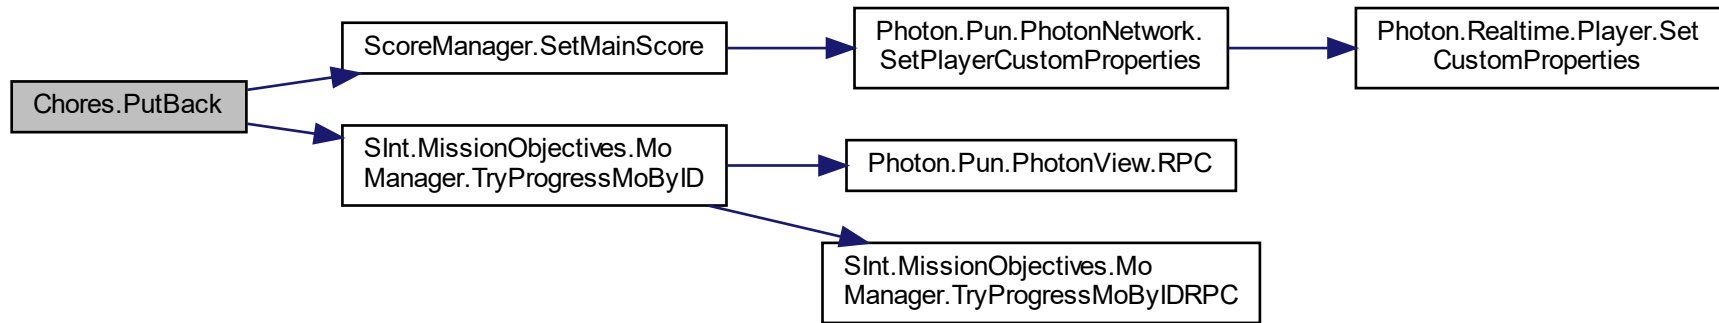 Chores.PutBack
ScoreManager.SetMainScore
Photon.Pun.PhotonNetwork.
SetPlayerCustomProperties
Photon.Realtime.Player.Set
CustomProperties
SInt.MissionObjectives.Mo
Manager.TryProgressMoByID
Photon.Pun.PhotonView.RPC
SInt.MissionObjectives.Mo
Manager.TryProgressMoByIDRPC